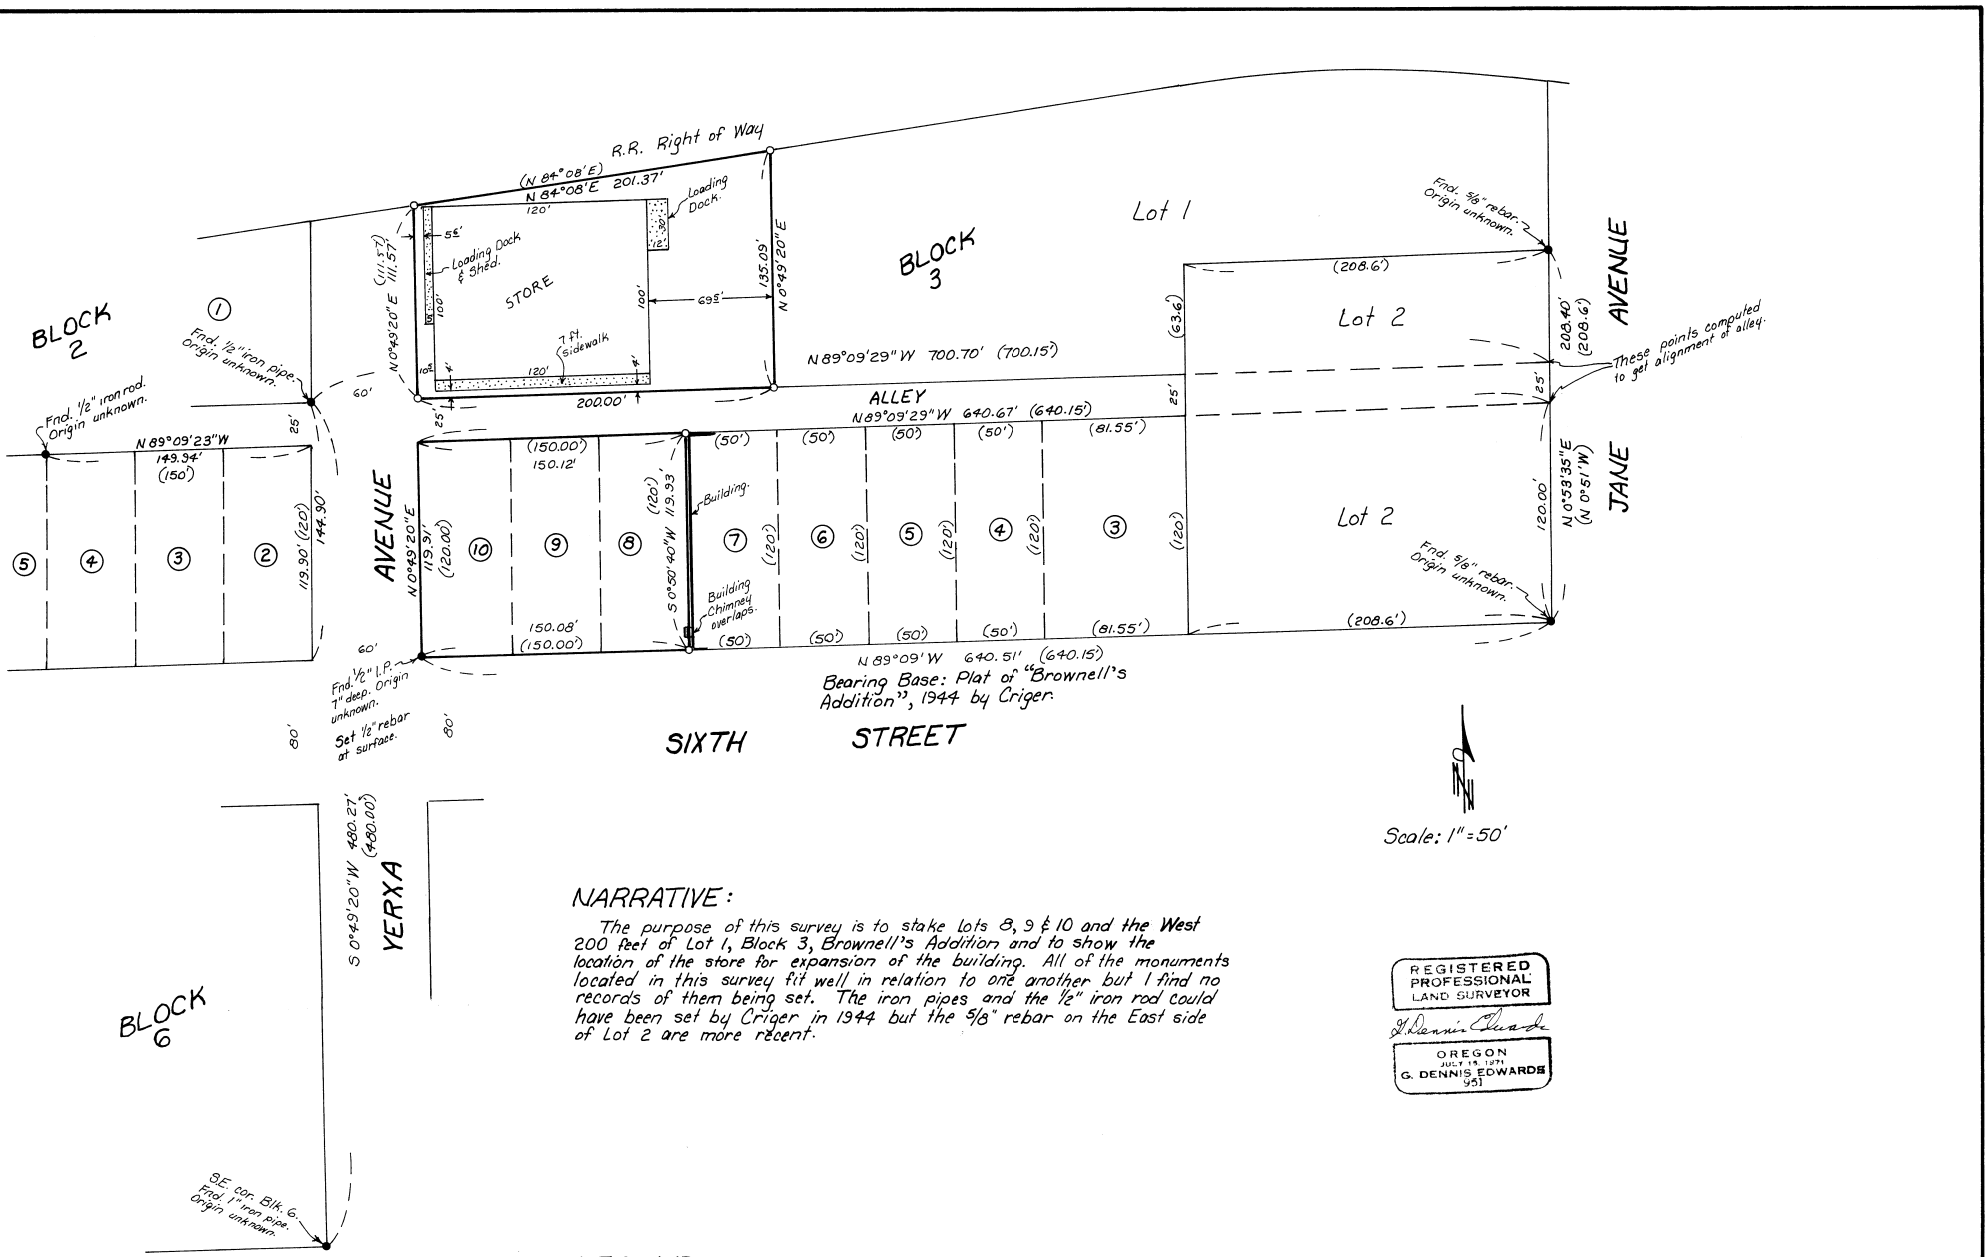 R.R. Right of Way
(N 84°08'E)
N 84°08'E 201.37'
120'
Loading
Dock.
30'
12'
5⁶'
Loading Dock
& Shed.
STORE
100'
100'
5'
69⁵'
7 ft.
sidewalk
120'
4'
4'
10⁵
(111.57')
N 0°49'20"E 111.57'
135.09'
N 0°49'20"E
200.00'
BLOCK
3
Lot 1
Fnd. 5/8" rebar.
Origin unknown.
(208.6')
(63.6')
Lot 2
208.40'
(208.6')
AVENUE
These points computed
to get alignment of alley.
N 89°09'29"W 700.70' (700.15')
ALLEY
N 89°09'29"W 640.67' (640.15')
25'
25'
25'
BLOCK
2
①
Fnd. 1/2" iron pipe.
Origin unknown.
Fnd. 1/2" iron rod.
Origin unknown.
60'
25'
N 89°09'23"W
149.94'
(150')
119.90' (120')
144.90'
⑤
④
③
②
AVENUE
N 0°49'20"E
119.91'
(120.00')
(150.00')
150.12'
⑩
⑨
⑧
(120')
S 0°50'40"W 119.93'
Building.
Building
Chimney
overlaps.
150.08'
(150.00')
(50')
(50')
(50')
(50')
(81.55')
⑦
(120')
⑥
(120')
⑤
(120')
④
(120')
③
(120')
(50')
(50')
(50')
(50')
(81.55')
Lot 2
120.00'
N 0°53'35"E
(N 0°51'W)
JANE
Fnd. 5/8" rebar.
Origin unknown.
(208.6')
N 89°09'W 640.51' (640.15')
Bearing Base: Plat of "Brownell's
Addition", 1944 by Criger.
60'
Fnd. 1/2" I.P.
7" deep. Origin
unknown.
Set 1/2" rebar
at surface.
80'
80'
SIXTH STREET
S 0°49'20"W 480.27'
(480.00')
YERXA
N
Scale: 1"=50'
NARRATIVE:
The purpose of this survey is to stake lots 8, 9 & 10 and the West
200 feet of Lot 1, Block 3, Brownell's Addition and to show the
location of the store for expansion of the building. All of the monuments
located in this survey fit well in relation to one another but I find no
records of them being set. The iron pipes and the 1/2" iron rod could
have been set by Criger in 1944 but the 5/8" rebar on the East side
of Lot 2 are more recent.
BLOCK
6
S.E. cor. Blk. 6.
Fnd. 1" iron pipe.
Origin unknown.
REGISTERED
PROFESSIONAL
LAND SURVEYOR
G. Dennis Edwards
OREGON
JULY 15, 1971
G. DENNIS EDWARDS
951